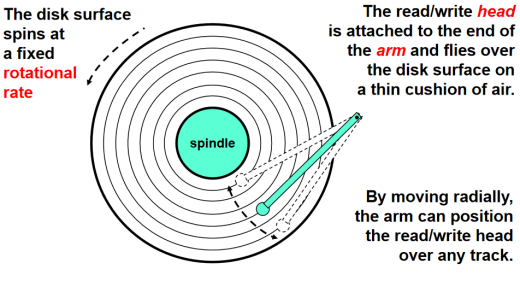 The disk surface
spins at
a fixed
rotational
rate
The read/write head
is attached to the end of
the arm and flies over
the disk surface on
a thin cushion of air.
spindle
By moving radially,
the arm can position
the read/write head
over any track.